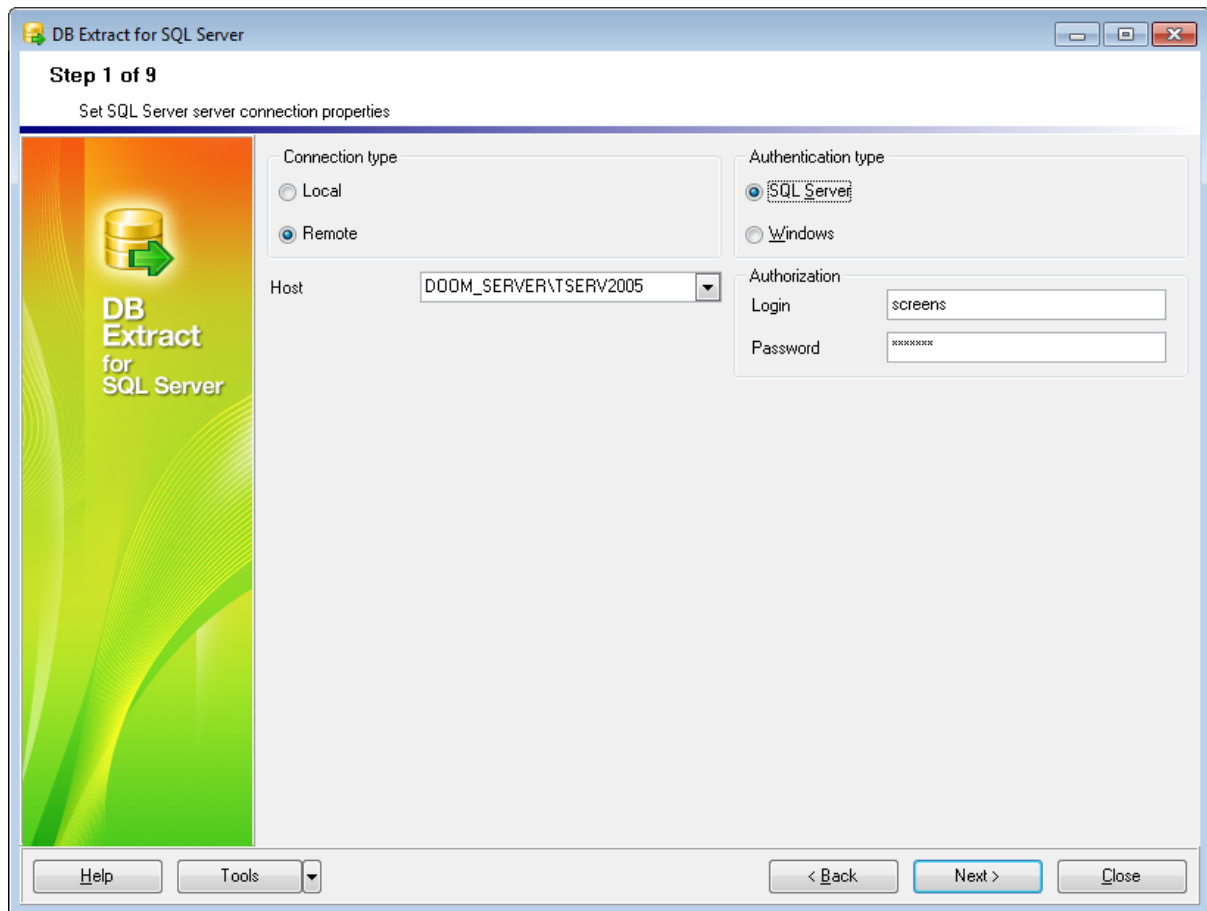 DB Extract for SQL Server
Step 1 of 9
Set SQL Server server connection properties
DB
Extract
for
SQL Server
Connection type
Local
Remote
Host
DOOM_SERVER\TSERV2005
Authentication type
SQL Server
Windows
Authorization
Login
screens
Password
*******
Help
Tools
< Back
Next >
Close